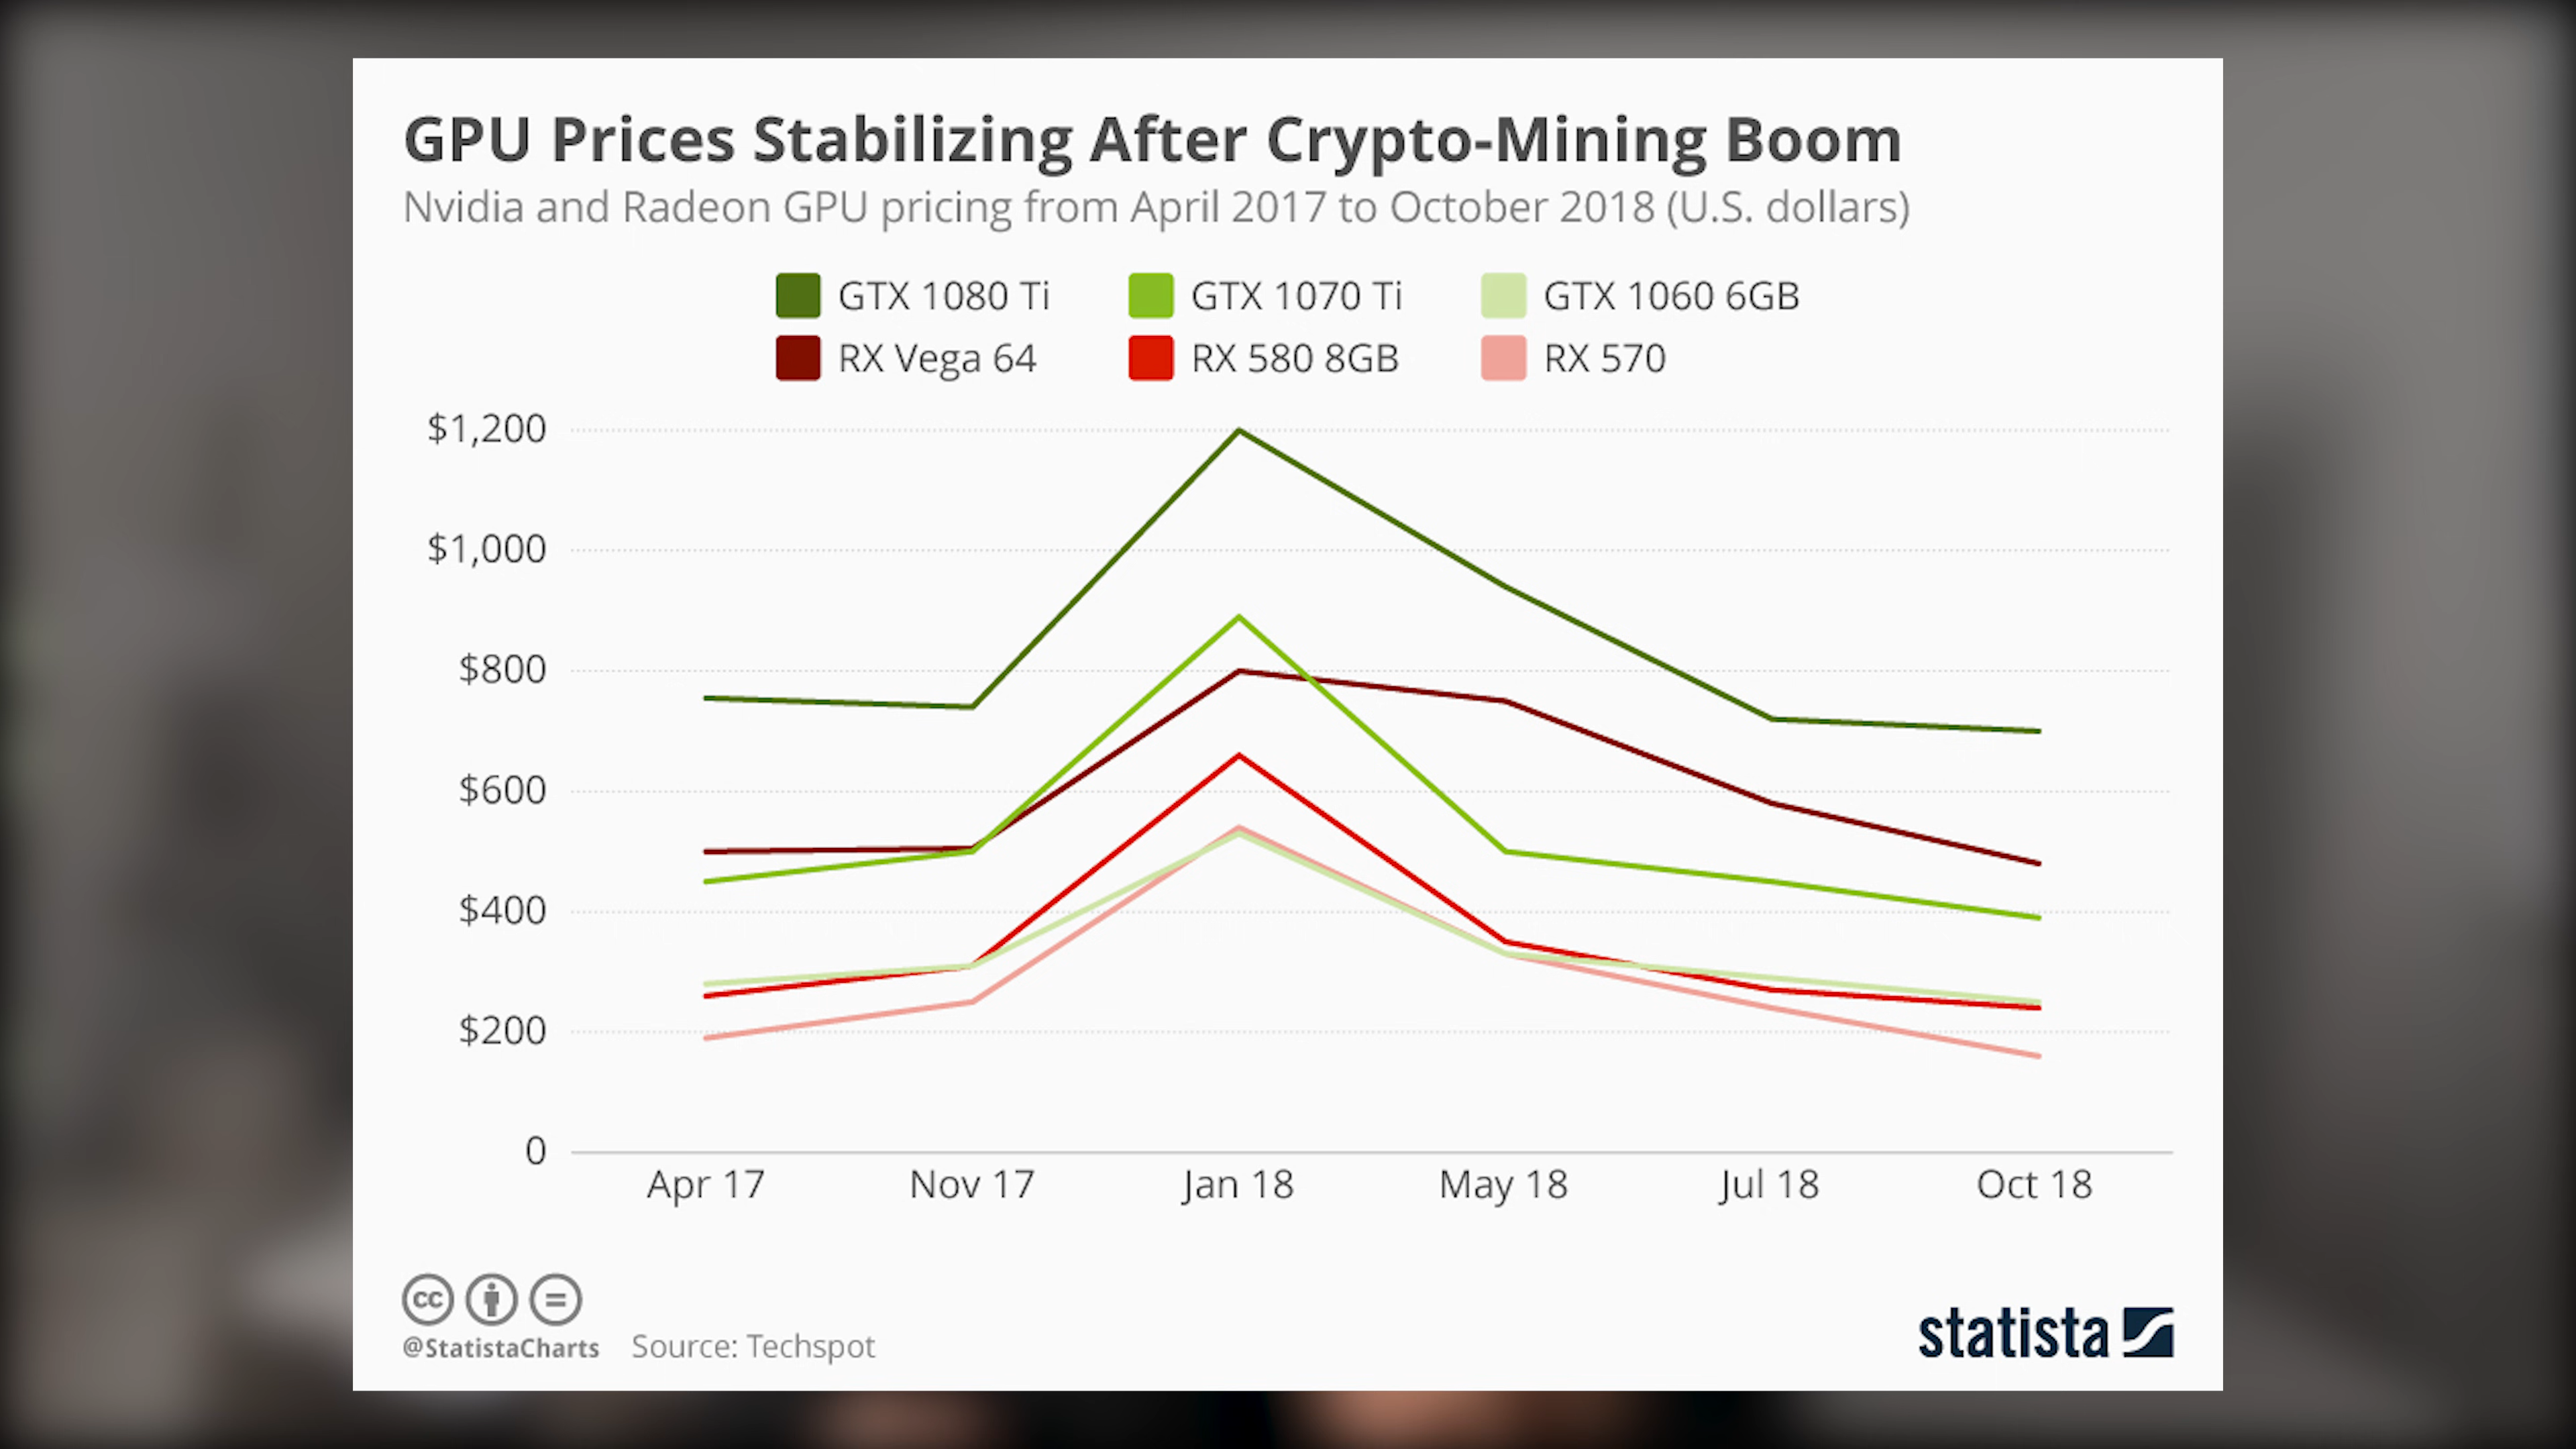 GPU Prices Stabilizing After Crypto-Mining Boom
Nvidia and Radeon GPU pricing from April 2017 to October 2018 (U.S. dollars)
GTX 1080 Ti GTX 1070 Ti GTX 1060 6GB
RX Vega 64 RX 580 8GB RX 570
$1,200
$1,000
$800
$600
$400
$200
0
Apr 17 Nov 17 Jan 18 May 18 Jul 18 Oct 18
cc
@StatistaCharts Source: Techspot
statista